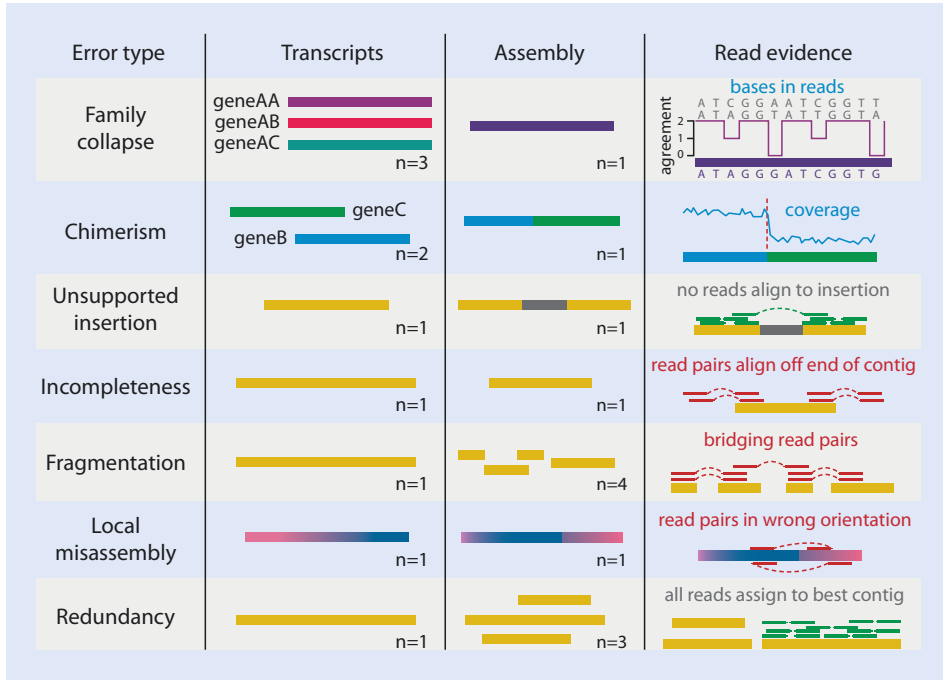 Error type
Transcripts
Assembly
Read evidence
Family
collapse
geneAA
geneAB
geneAC
n=3
n=1
bases in reads
A T C G G A A T C G G T T
A T A G G T A T T G G T A
agreement
2
1
0
A T A G G G A T C G G T G
Chimerism
geneC
geneB
n=2
n=1
coverage
Unsupported
insertion
n=1
n=1
no reads align to insertion
Incompleteness
n=1
n=1
read pairs align off end of contig
Fragmentation
n=1
n=4
bridging read pairs
Local
misassembly
n=1
n=1
read pairs in wrong orientation
Redundancy
n=1
n=3
all reads assign to best contig